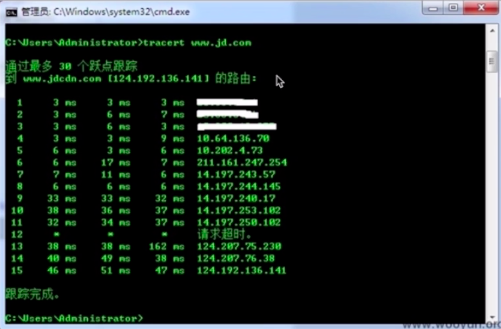 管理员: C:\Windows\system32\cmd.exe
C:\Users\Administrator>tracert www.jd.com
通过最多 30 个跃点跟踪
到 www.jdcdn.com [124.192.136.141] 的路由:
1 3 ms 3 ms 3 ms
2 3 ms 6 ms 7 ms
3 3 ms 6 ms 3 ms
4 3 ms 3 ms 9 ms 10.64.136.70
5 6 ms 3 ms 6 ms 10.202.4.73
6 6 ms 17 ms 7 ms 211.161.247.254
7 7 ms 11 ms 6 ms 14.197.243.57
8 6 ms 6 ms 6 ms 14.197.244.145
9 33 ms 33 ms 32 ms 14.197.240.17
10 38 ms 36 ms 37 ms 14.197.253.102
11 32 ms 34 ms 37 ms 14.197.250.102
12 * * * 请求超时。
13 38 ms 38 ms 162 ms 124.207.75.230
14 40 ms 49 ms 38 ms 124.207.76.38
15 46 ms 51 ms 47 ms 124.192.136.141
跟踪完成。
C:\Users\Administrator>
www.wooyun.org